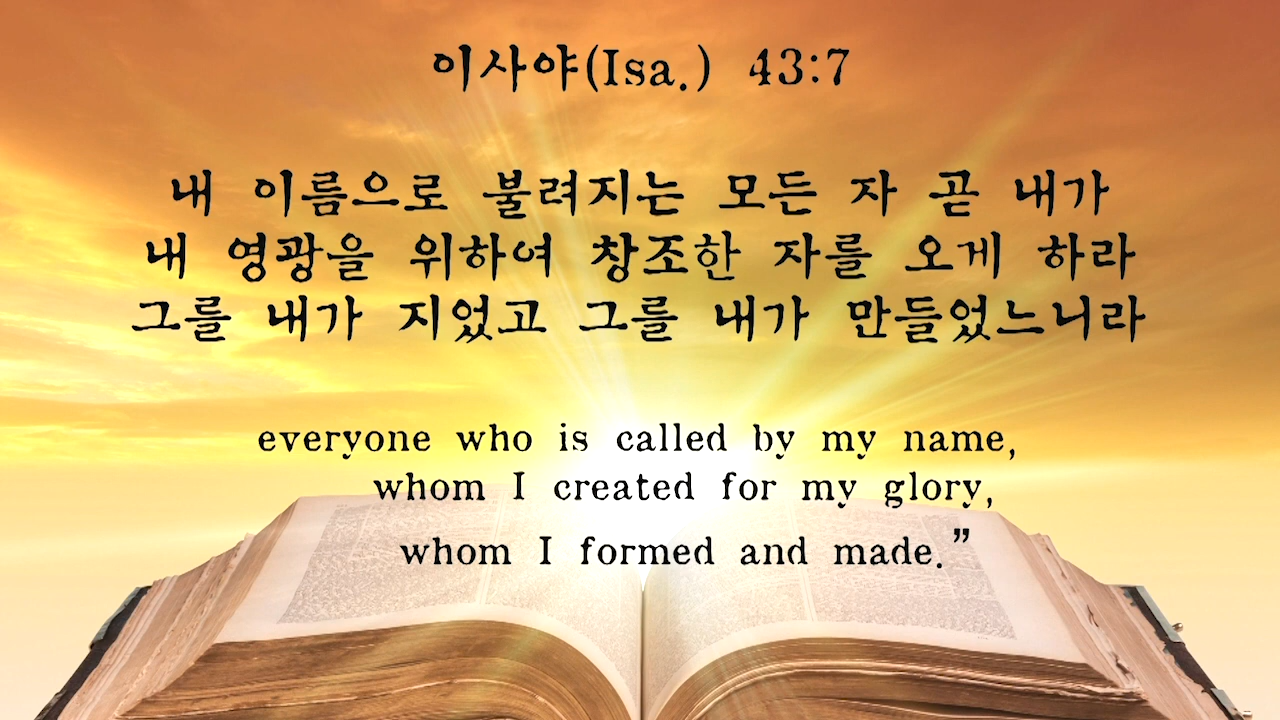 이사야(Isa.) 43:7
내 이름으로 불려지는 모든 자 곧 내가
내 영광을 위하여 창조한 자를 오게 하라
그를 내가 지었고 그를 내가 만들었느니라
everyone who is called by my name,
whom I created for my glory,
whom I formed and made.”